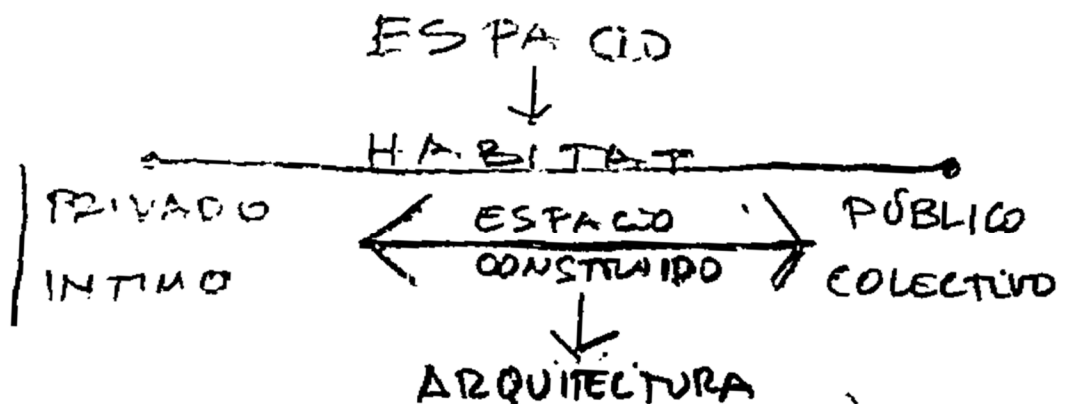 ESPACIO
HABITAT
PRIVADO ESPACIO PÚBLICO
INTIMO CONSTRUIDO COLECTIVO
ARQUITECTURA